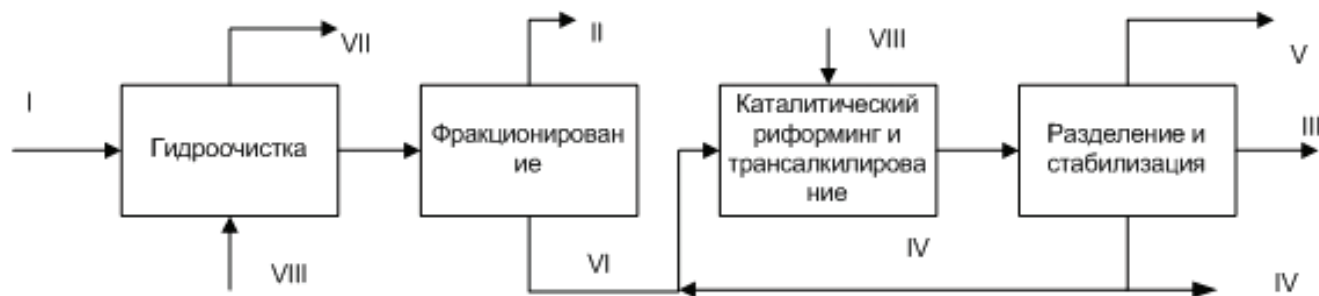 I
VII
Гидроочистка
VIII
II
Фракционирован
ие
VI
VIII
Каталитический
риформинг и
трансалкилирова
ние
IV
V
Разделение и
стабилизация
III
IV